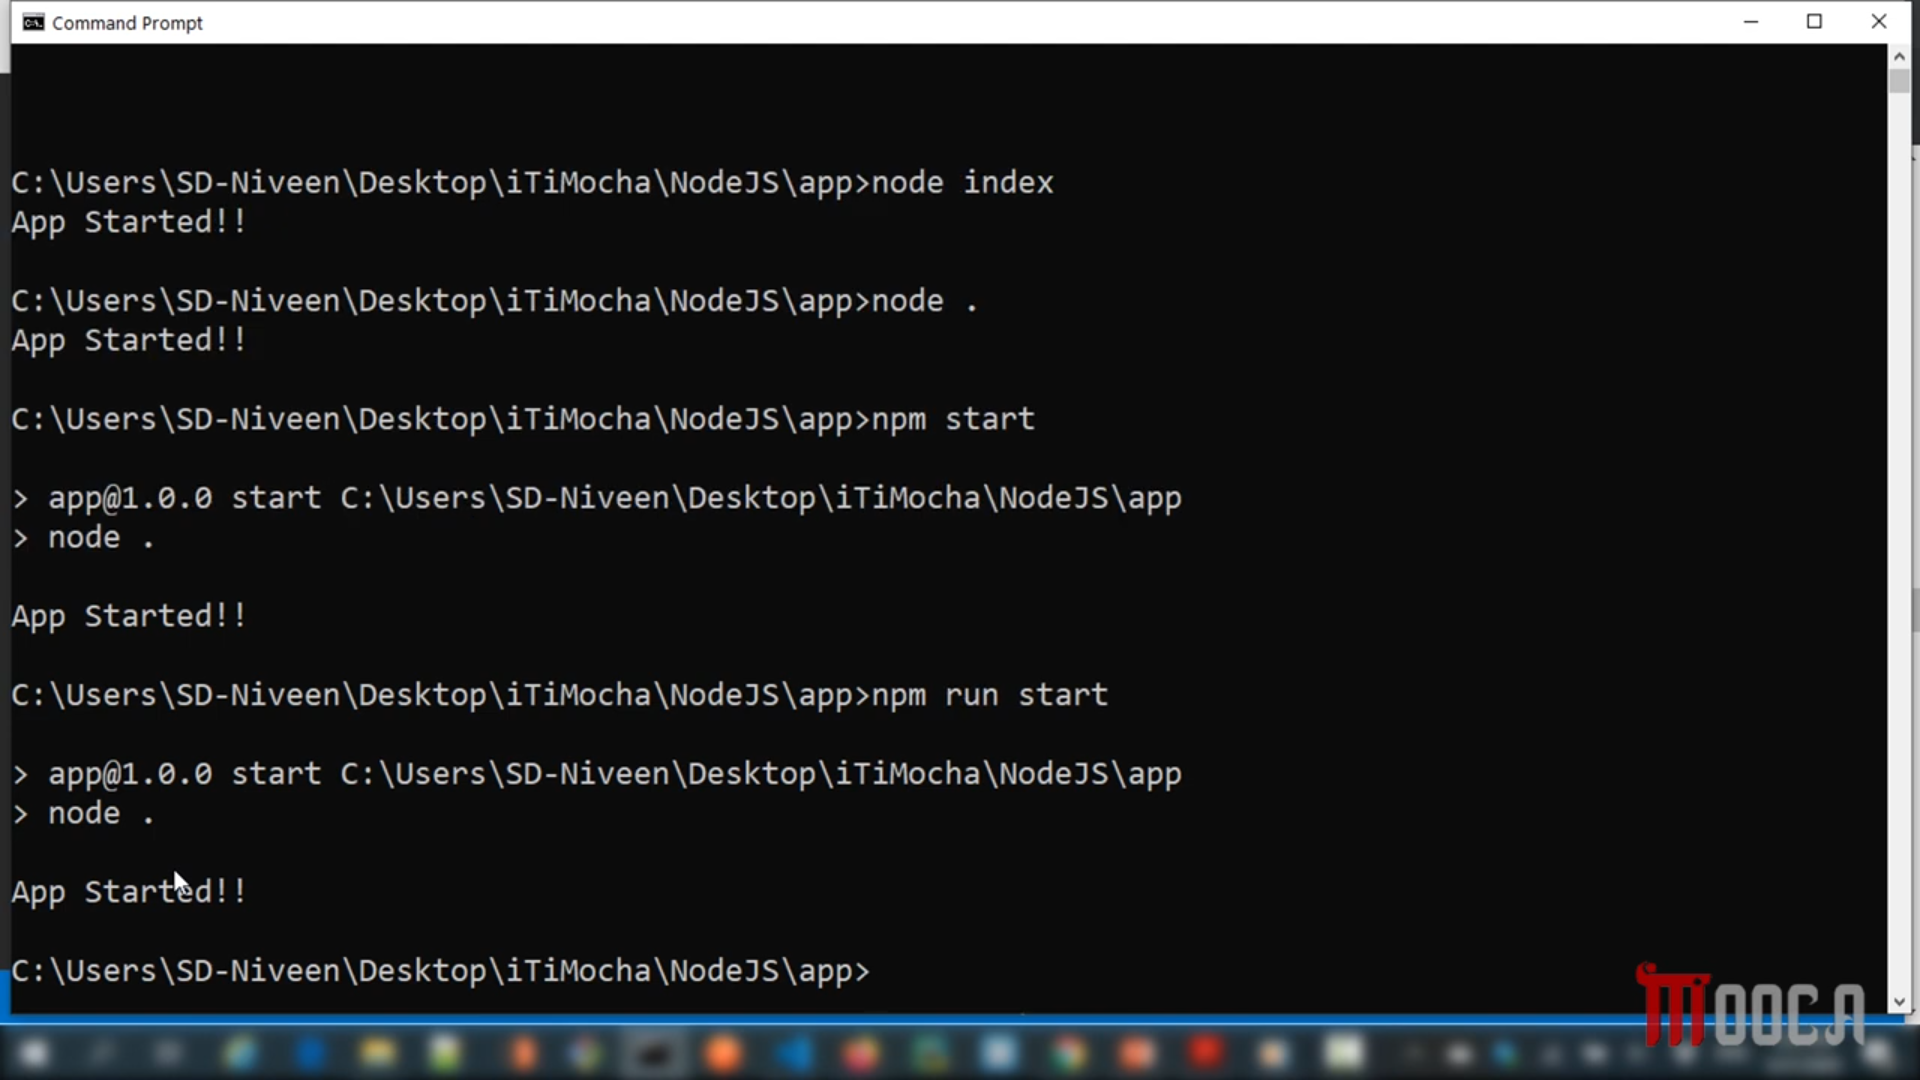 Command Prompt
C:\Users\SD-Niveen\Desktop\iTiMocha\NodeJS\app>node index
App Started!!
C:\Users\SD-Niveen\Desktop\iTiMocha\NodeJS\app>node .
App Started!!
C:\Users\SD-Niveen\Desktop\iTiMocha\NodeJS\app>npm start
> app@1.0.0 start C:\Users\SD-Niveen\Desktop\iTiMocha\NodeJS\app
> node .
App Started!!
C:\Users\SD-Niveen\Desktop\iTiMocha\NodeJS\app>npm run start
> app@1.0.0 start C:\Users\SD-Niveen\Desktop\iTiMocha\NodeJS\app
> node .
App Started!!
C:\Users\SD-Niveen\Desktop\iTiMocha\NodeJS\app>